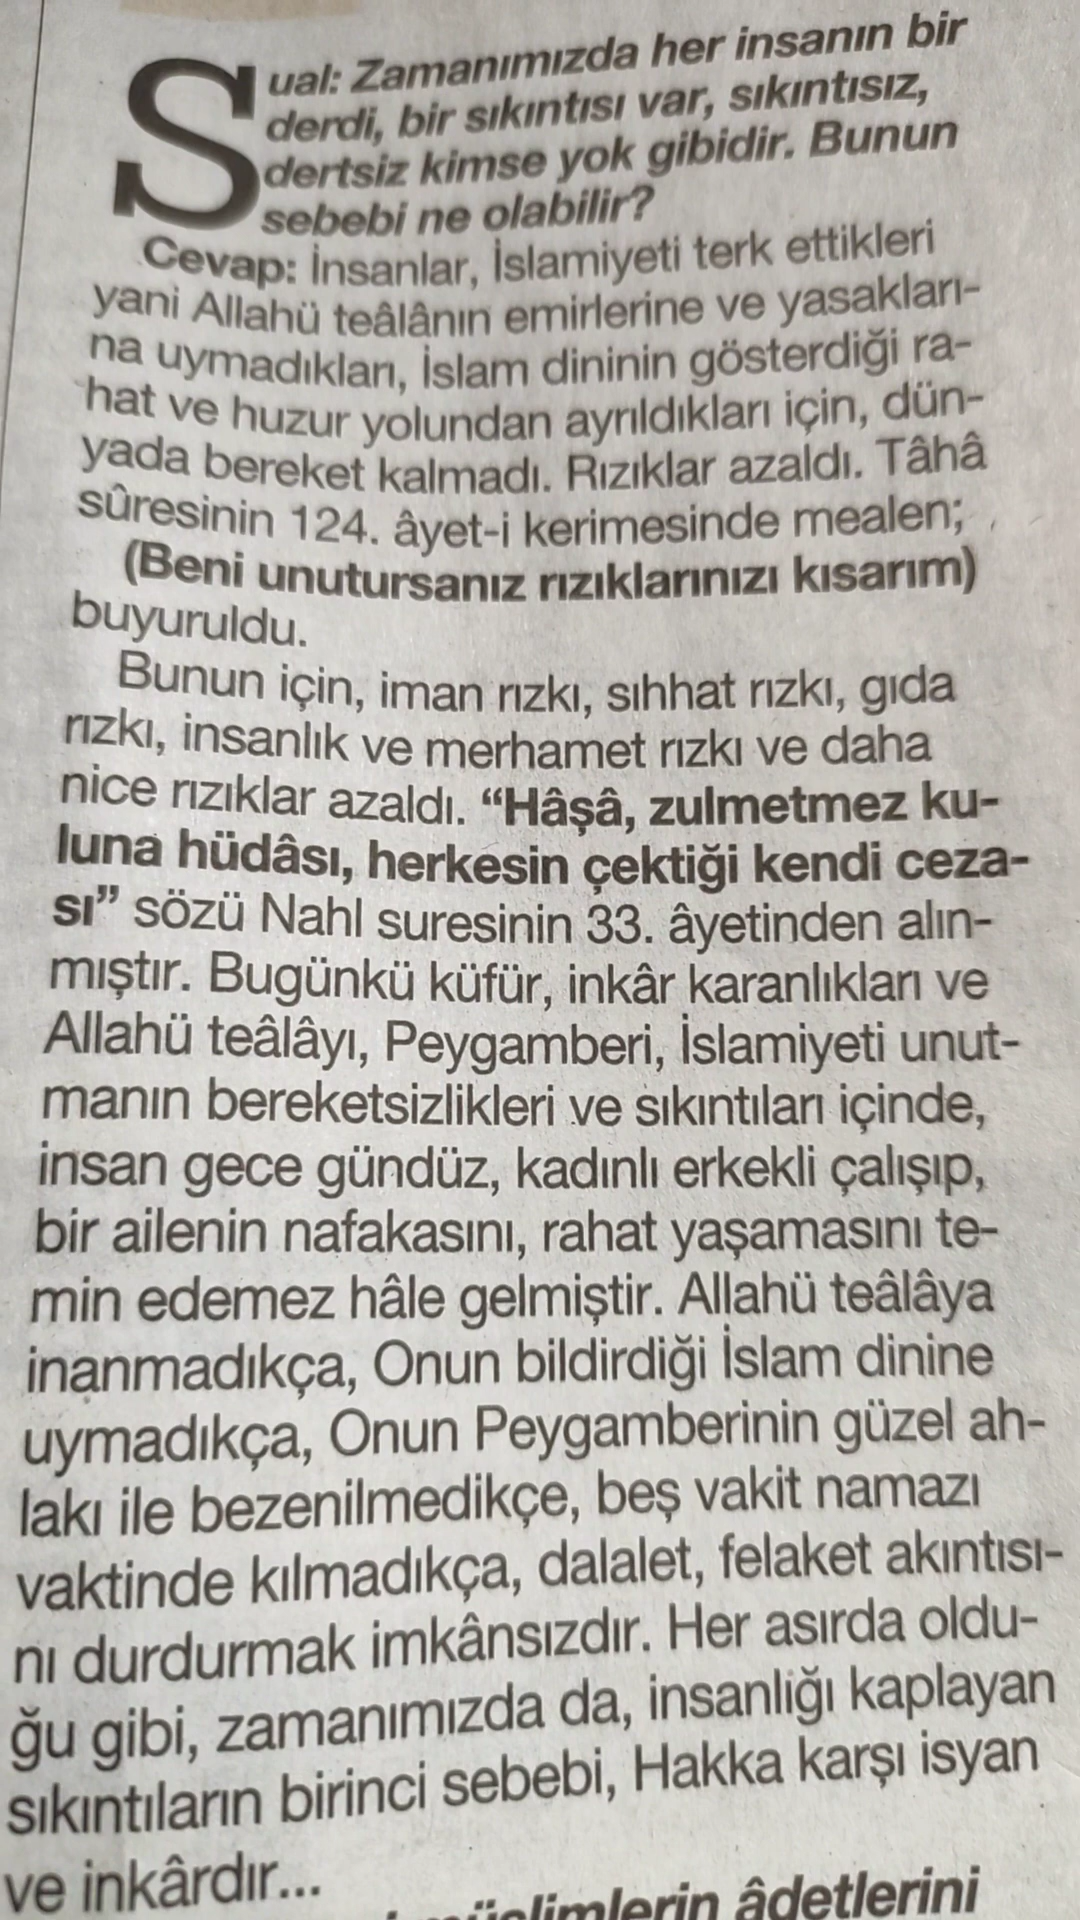 Sual: Zamanımızda her insanın bir
derdi, bir sıkıntısı var, sıkıntısız,
dertsiz kimse yok gibidir. Bunun
sebebi ne olabilir?
Cevap: İnsanlar, İslamiyeti terk ettikleri
yani Allahü teâlânın emirlerine ve yasakları-
na uymadıkları, İslam dininin gösterdiği ra-
hat ve huzur yolundan ayrıldıkları için, dün-
yada bereket kalmadı. Rızıklar azaldı. Tâhâ
sûresinin 124. âyet-i kerimesinde mealen;
(Beni unutursanız rızıklarınızı kısarım)
buyuruldu.
Bunun için, iman rızkı, sıhhat rızkı, gıda
rızkı, insanlık ve merhamet rızkı ve daha
nice rızıklar azaldı. “Hâşâ, zulmetmez ku-
luna hüdâsı, herkesin çektiği kendi ceza-
sı” sözü Nahl suresinin 33. âyetinden alın-
mıştır. Bugünkü küfür, inkâr karanlıkları ve
Allahü teâlâyı, Peygamberi, İslamiyeti unut-
manın bereketsizlikleri ve sıkıntıları içinde,
insan gece gündüz, kadınlı erkekli çalışıp,
bir ailenin nafakasını, rahat yaşamasını te-
min edemez hâle gelmiştir. Allahü teâlâya
inanmadıkça, Onun bildirdiği İslam dinine
uymadıkça, Onun Peygamberinin güzel ah-
lakı ile bezenilmedikçe, beş vakit namazı
vaktinde kılmadıkça, dalalet, felaket akıntısı-
nı durdurmak imkânsızdır. Her asırda oldu-
ğu gibi, zamanımızda da, insanlığı kaplayan
sıkıntıların birinci sebebi, Hakka karşı isyan
ve inkârdır...
âdetlerini